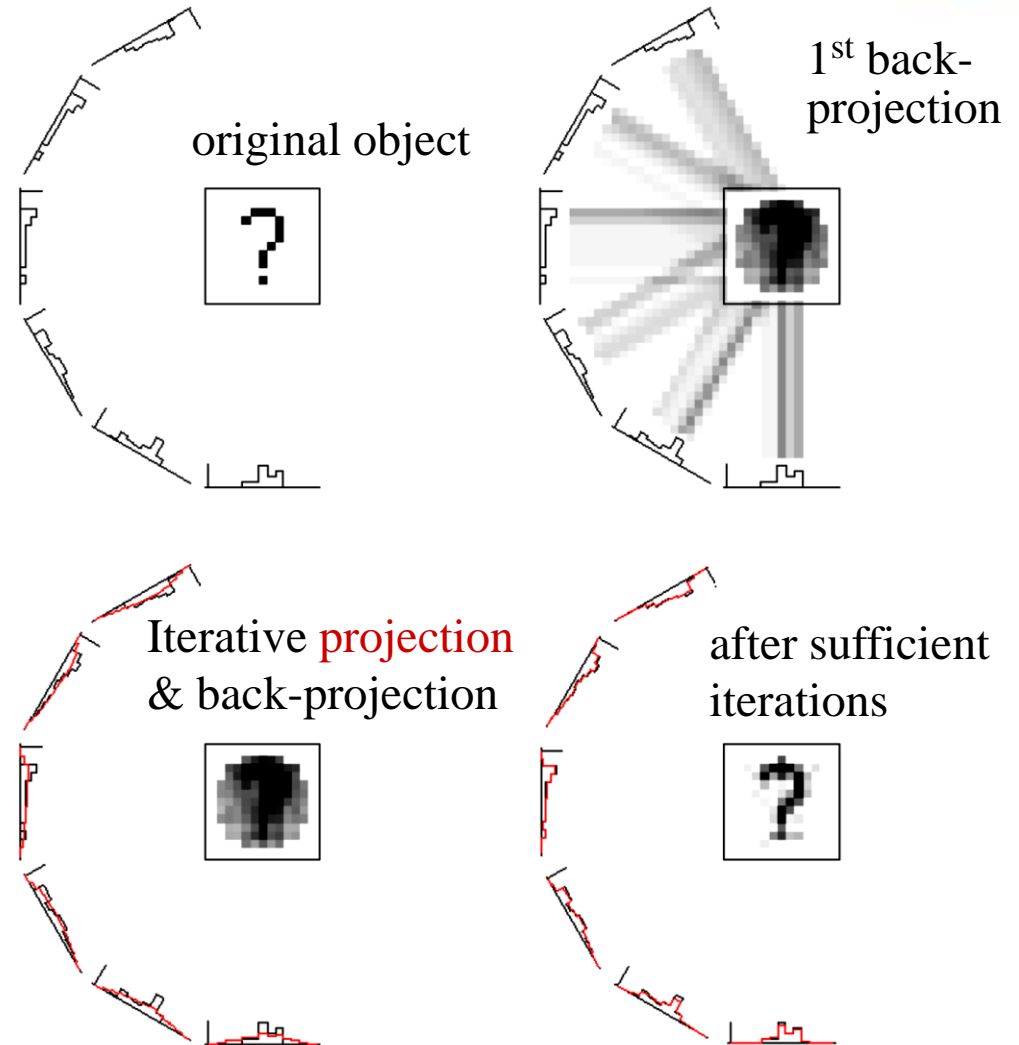 original object
1st back-
projection
?
Iterative projection
& back-projection
after sufficient
iterations
?